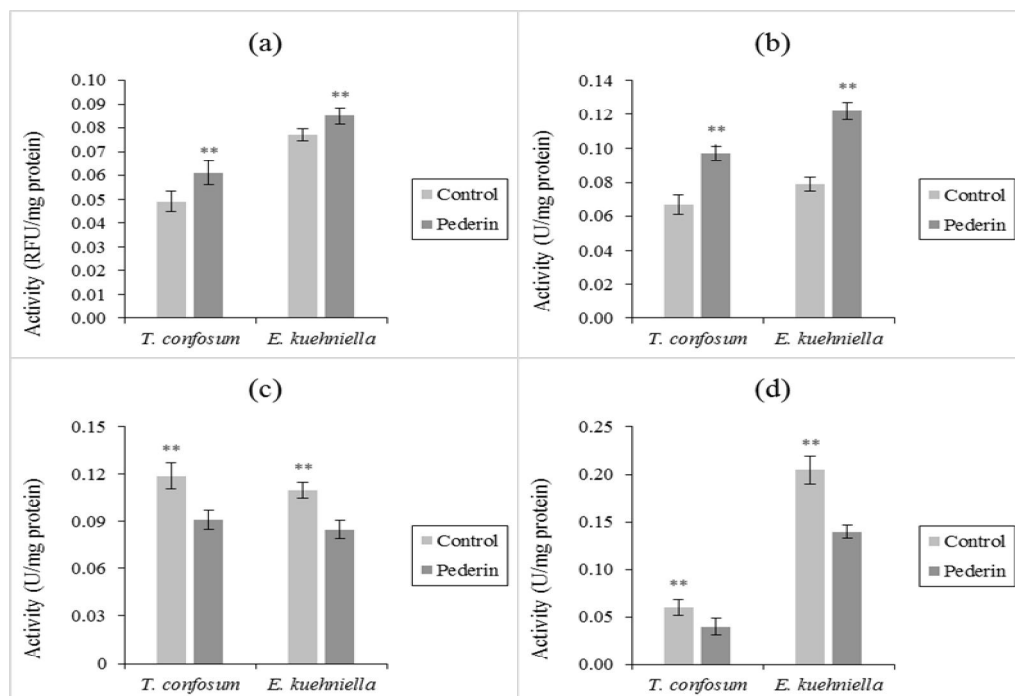 (a)
Activity (RFU/mg protein)
0.10
0.09
0.08
0.07
0.06
0.05
0.04
0.03
0.02
0.01
0.00
**
**
T. confosum
E. kuehniella
Control
Pederin
(b)
Activity (U/mg protein)
0.14
0.12
0.10
0.08
0.06
0.04
0.02
0.00
**
**
T. confosum
E. kuehniella
Control
Pederin
(c)
Activity (U/mg protein)
0.15
0.12
0.09
0.06
0.03
0
**
**
T. confosum
E. kuehniella
Control
Pederin
(d)
Activity (U/mg protein)
0.25
0.20
0.15
0.10
0.05
0.00
**
**
T. confosum
E. kuehniella
Control
Pederin